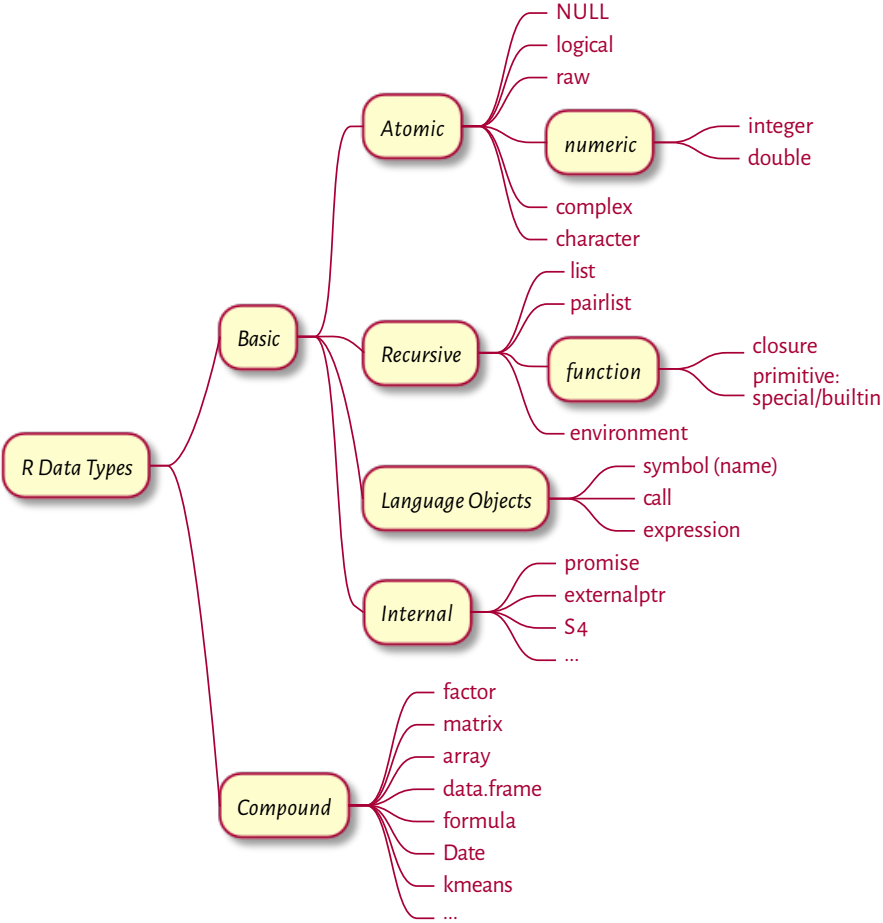 NULL
logical
raw
Atomic
numeric
integer
double
complex
character
list
pairlist
Basic
Recursive
function
closure
primitive:
special/builtin
environment
R Data Types
Language Objects
symbol (name)
call
expression
Internal
promise
externalptr
S4
...
Compound
factor
matrix
array
data.frame
formula
Date
kmeans
...